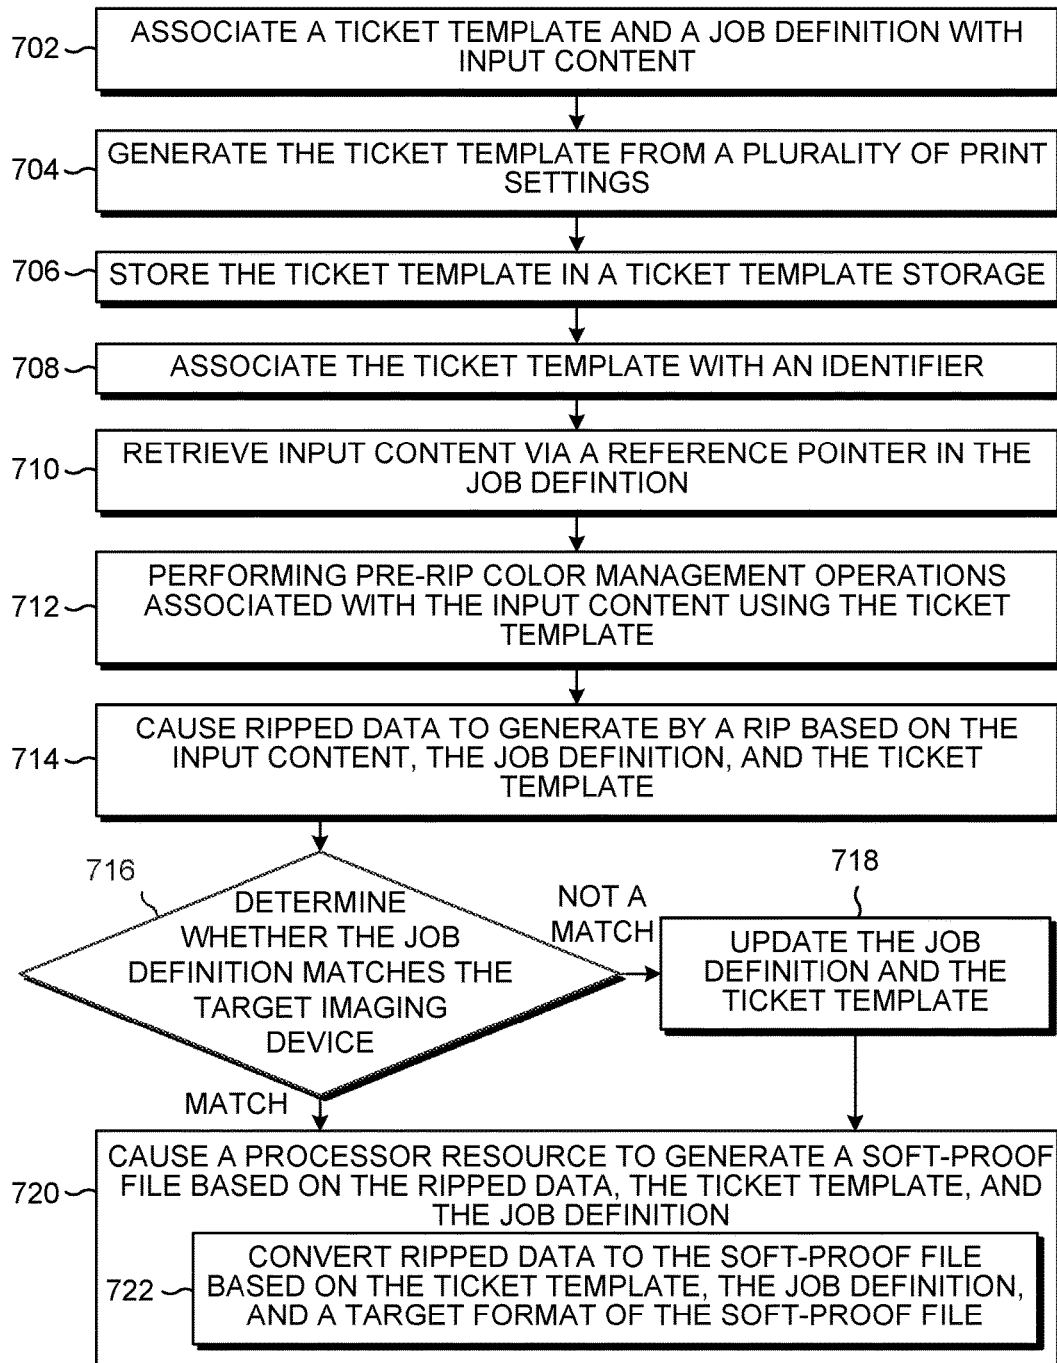 702
ASSOCIATE A TICKET TEMPLATE AND A JOB DEFINITION WITH
INPUT CONTENT
704
GENERATE THE TICKET TEMPLATE FROM A PLURALITY OF PRINT
SETTINGS
706
STORE THE TICKET TEMPLATE IN A TICKET TEMPLATE STORAGE
708
ASSOCIATE THE TICKET TEMPLATE WITH AN IDENTIFIER
710
RETRIEVE INPUT CONTENT VIA A REFERENCE POINTER IN THE
JOB DEFINTION
712
PERFORMING PRE-RIP COLOR MANAGEMENT OPERATIONS
ASSOCIATED WITH THE INPUT CONTENT USING THE TICKET
TEMPLATE
714
CAUSE RIPPED DATA TO GENERATE BY A RIP BASED ON THE
INPUT CONTENT, THE JOB DEFINITION, AND THE TICKET
TEMPLATE
716
DETERMINE
WHETHER THE JOB
DEFINITION MATCHES THE
TARGET IMAGING
DEVICE
NOT A
MATCH
718
UPDATE THE JOB
DEFINITION AND THE
TICKET TEMPLATE
MATCH
720
CAUSE A PROCESSOR RESOURCE TO GENERATE A SOFT-PROOF
FILE BASED ON THE RIPPED DATA, THE TICKET TEMPLATE, AND
THE JOB DEFINITION
722
CONVERT RIPPED DATA TO THE SOFT-PROOF FILE
BASED ON THE TICKET TEMPLATE, THE JOB DEFINITION,
AND A TARGET FORMAT OF THE SOFT-PROOF FILE